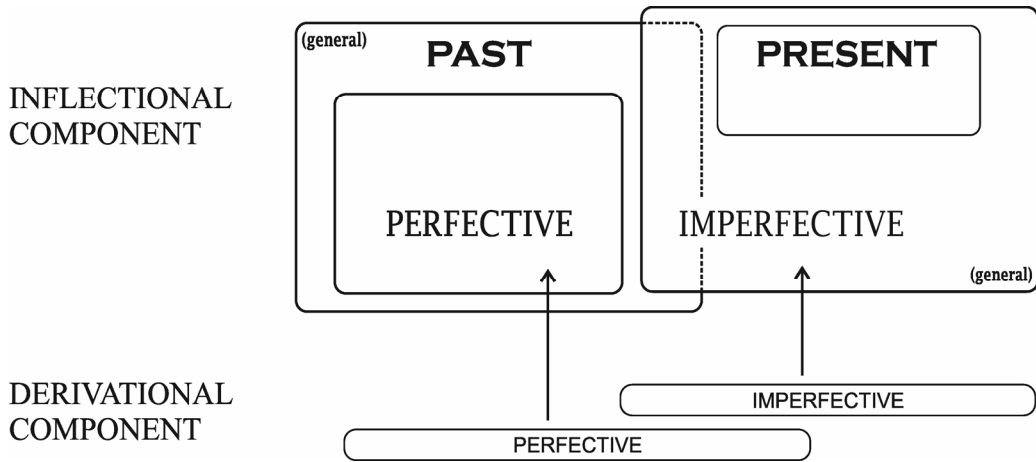 (general)
PAST
PRESENT
INFLECTIONAL
COMPONENT
PERFECTIVE
IMPERFECTIVE
(general)
DERIVATIONAL
COMPONENT
IMPERFECTIVE
PERFECTIVE